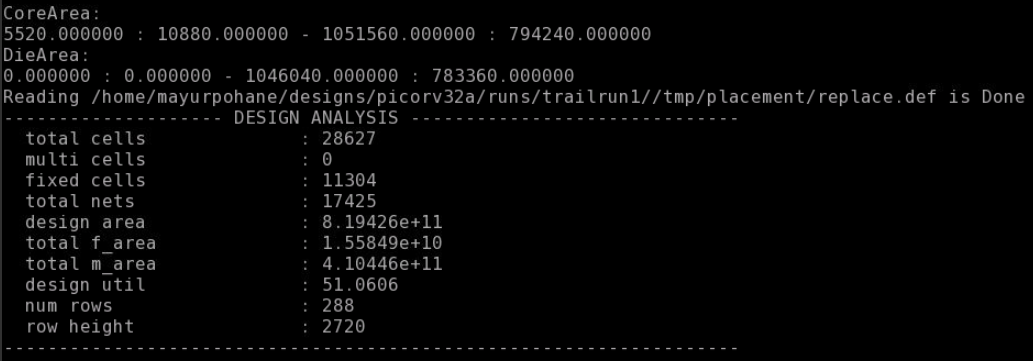 CoreArea:
5520.000000 : 10880.000000 - 1051560.000000 : 794240.000000
DieArea:
0.000000 : 0.000000 - 1046040.000000 : 783360.000000
Reading /home/mayurpohane/designs/picorv32a/runs/trailrun1//tmp/placement/replace.def is Done
-------------------- DESIGN ANALYSIS ------------------------------
total cells : 28627
multi cells : 0
fixed cells : 11304
total nets : 17425
design area : 8.19426e+11
total f_area : 1.55849e+10
total m_area : 4.10446e+11
design util : 51.0606
num rows : 288
row height : 2720
-------------------------------------------------------------------